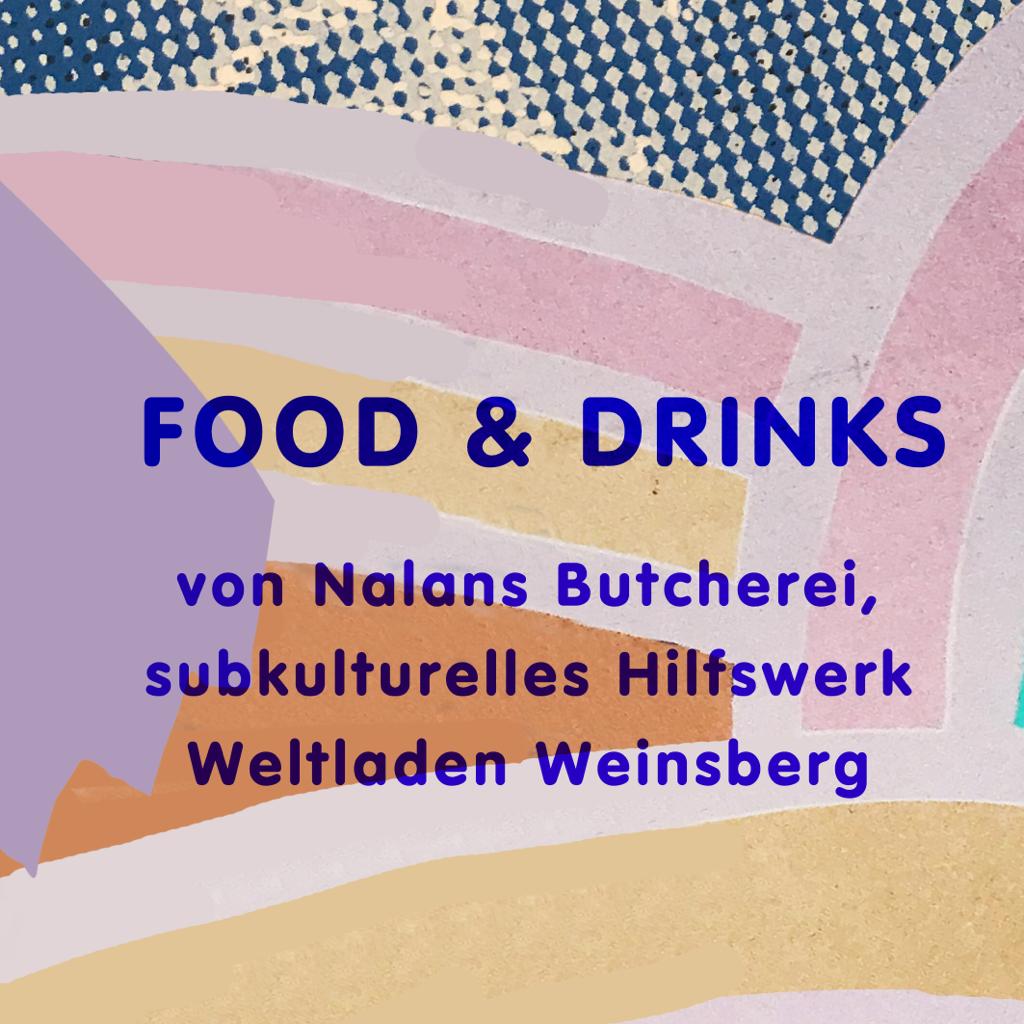 FOOD & DRINKS
von Nalans Butcherei,
subkulturelles Hilfswerk
Weltladen Weinsberg